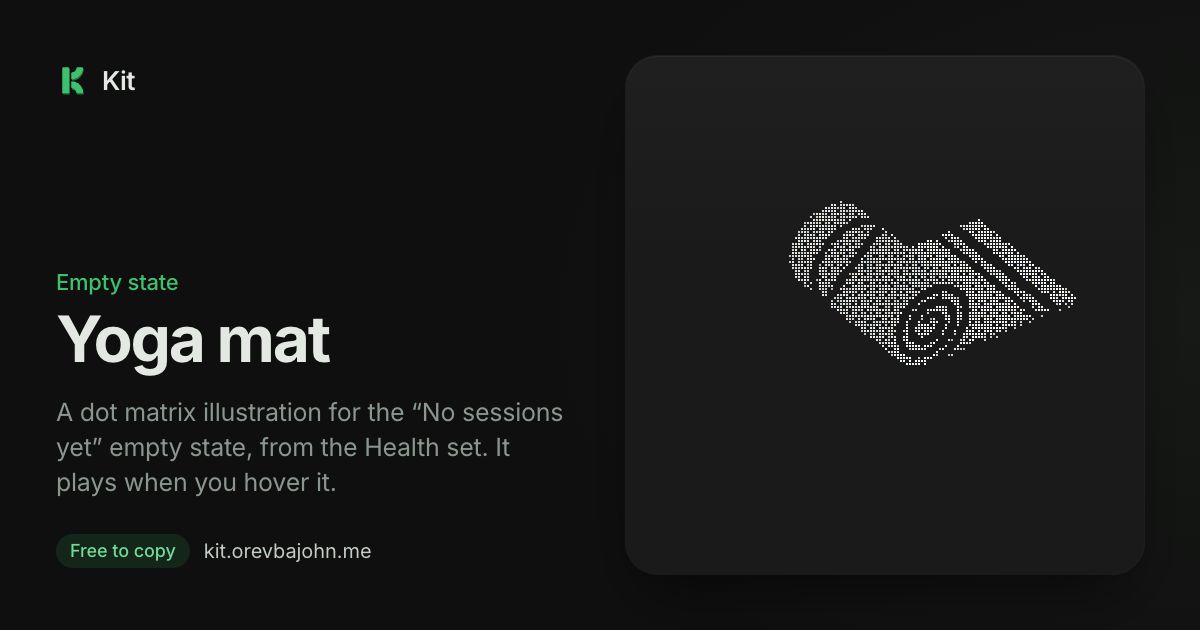 Kit
Empty state
Yoga mat
A dot matrix illustration for the “No sessions
yet” empty state, from the Health set. It
plays when you hover it.
Free to copy
kit.orevbajohn.me